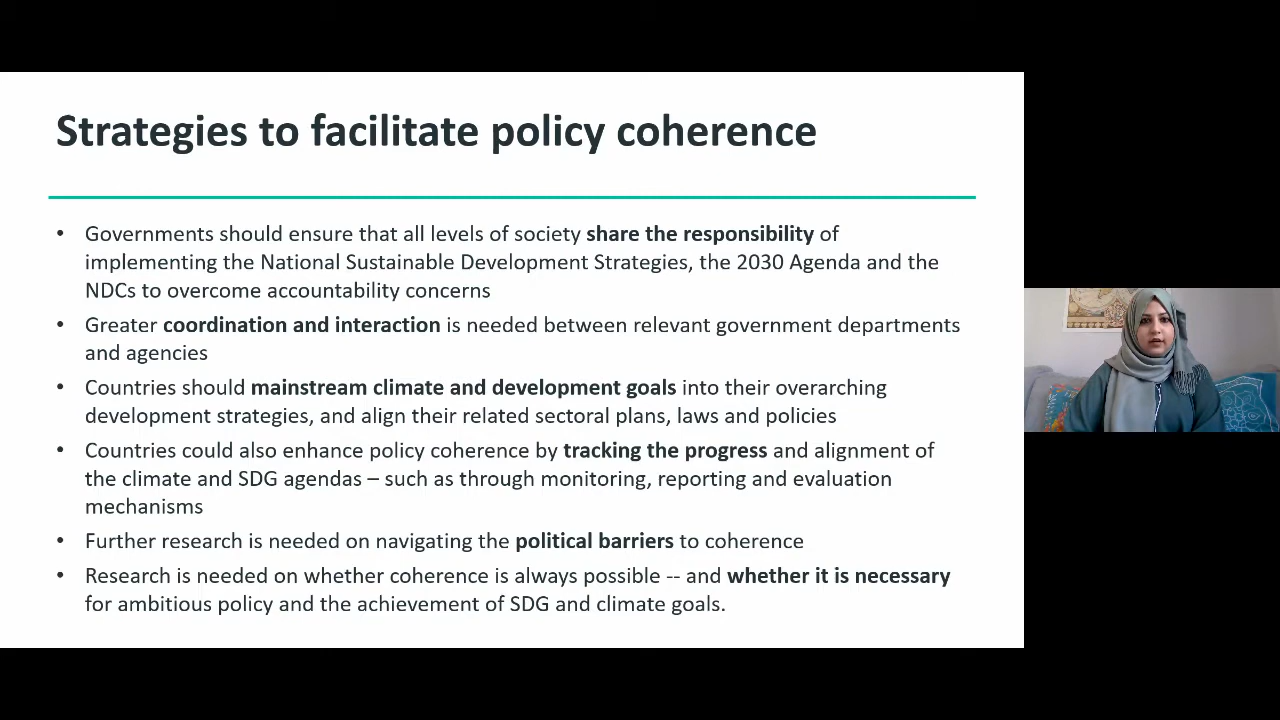 Strategies to facilitate policy coherence
• Governments should ensure that all levels of society share the responsibility of
implementing the National Sustainable Development Strategies, the 2030 Agenda and the
NDCs to overcome accountability concerns
• Greater coordination and interaction is needed between relevant government departments
and agencies
• Countries should mainstream climate and development goals into their overarching
development strategies, and align their related sectoral plans, laws and policies
• Countries could also enhance policy coherence by tracking the progress and alignment of
the climate and SDG agendas – such as through monitoring, reporting and evaluation
mechanisms
• Further research is needed on navigating the political barriers to coherence
• Research is needed on whether coherence is always possible -- and whether it is necessary
for ambitious policy and the achievement of SDG and climate goals.